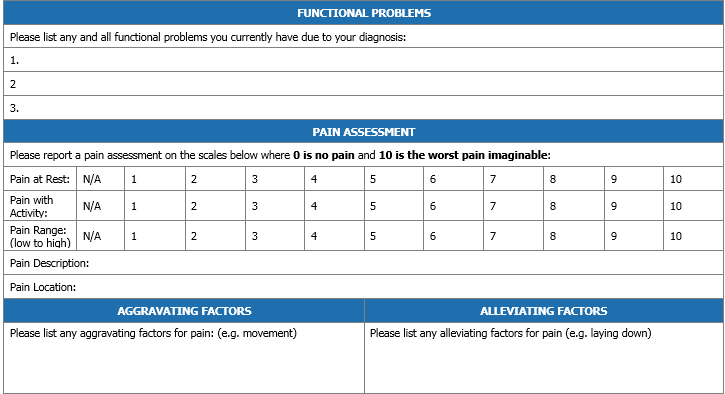 FUNCTIONAL PROBLEMS
Please list any and all functional problems you currently have due to your diagnosis:
1.
2
3.
PAIN ASSESSMENT
Please report a pain assessment on the scales below where 0 is no pain and 10 is the worst pain imaginable:
Pain at Rest: N/A 1 2 3 4 5 6 7 8 9 10
Pain with
Activity: N/A 1 2 3 4 5 6 7 8 9 10
Pain Range:
(low to high) N/A 1 2 3 4 5 6 7 8 9 10
Pain Description:
Pain Location:
AGGRAVATING FACTORS ALLEVIATING FACTORS
Please list any aggravating factors for pain: (e.g. movement) Please list any alleviating factors for pain (e.g. laying down)